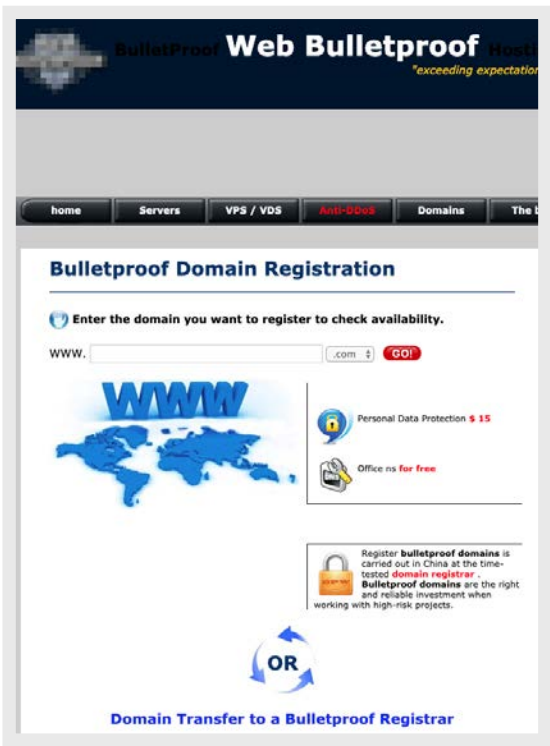 BulletProof Web Bulletproof Hosti
"exceeding expectation
home Servers VPS / VDS Anti-DDoS Domains The b
Bulletproof Domain Registration
Enter the domain you want to register to check availability.
www. .com GO!
WWW
Personal Data Protection $ 15
DNS
Office ns for free
Register bulletproof domains is
carried out in China at the time-
tested domain registrar .
Bulletproof domains are the right
and reliable investment when
working with high-risk projects.
OR
Domain Transfer to a Bulletproof Registrar